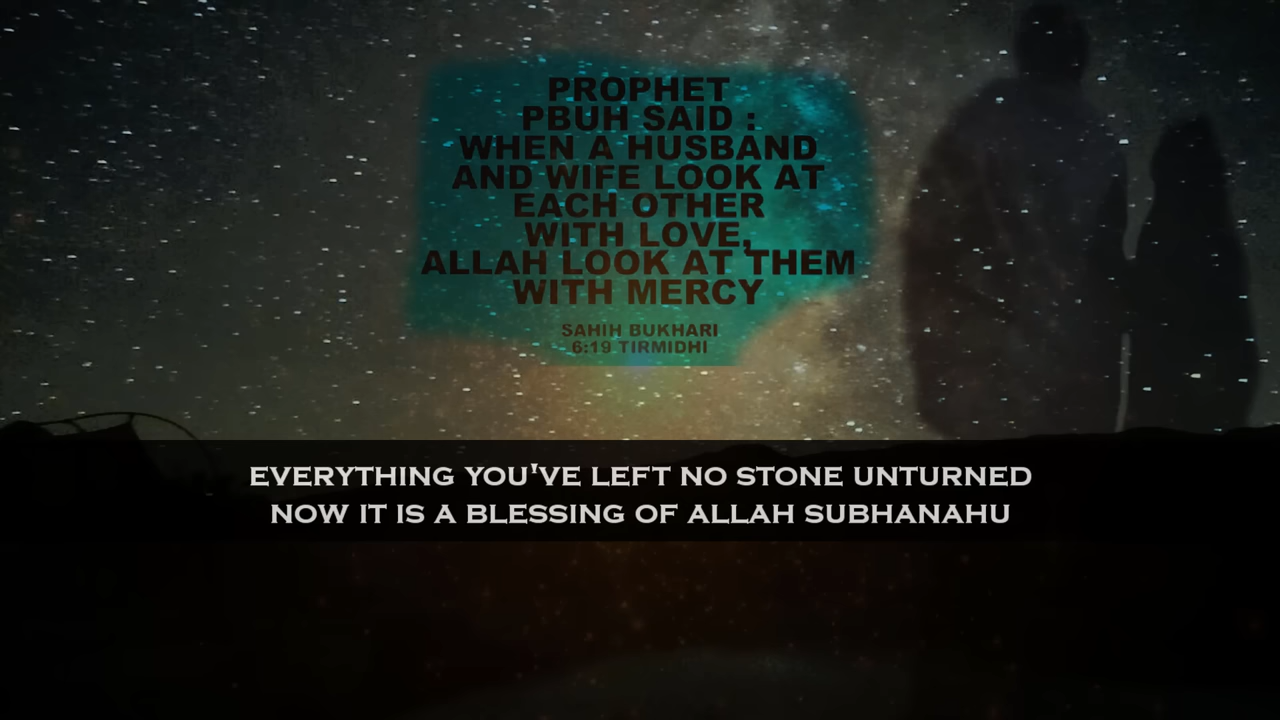 PROPHET
PBUH SAID :
WHEN A HUSBAND
AND WIFE LOOK AT
EACH OTHER
WITH LOVE,
ALLAH LOOK AT THEM
WITH MERCY
SAHIH BUKHARI
6:19 TIRMIDHI
EVERYTHING YOU'VE LEFT NO STONE UNTURNED
NOW IT IS A BLESSING OF ALLAH SUBHANAHU